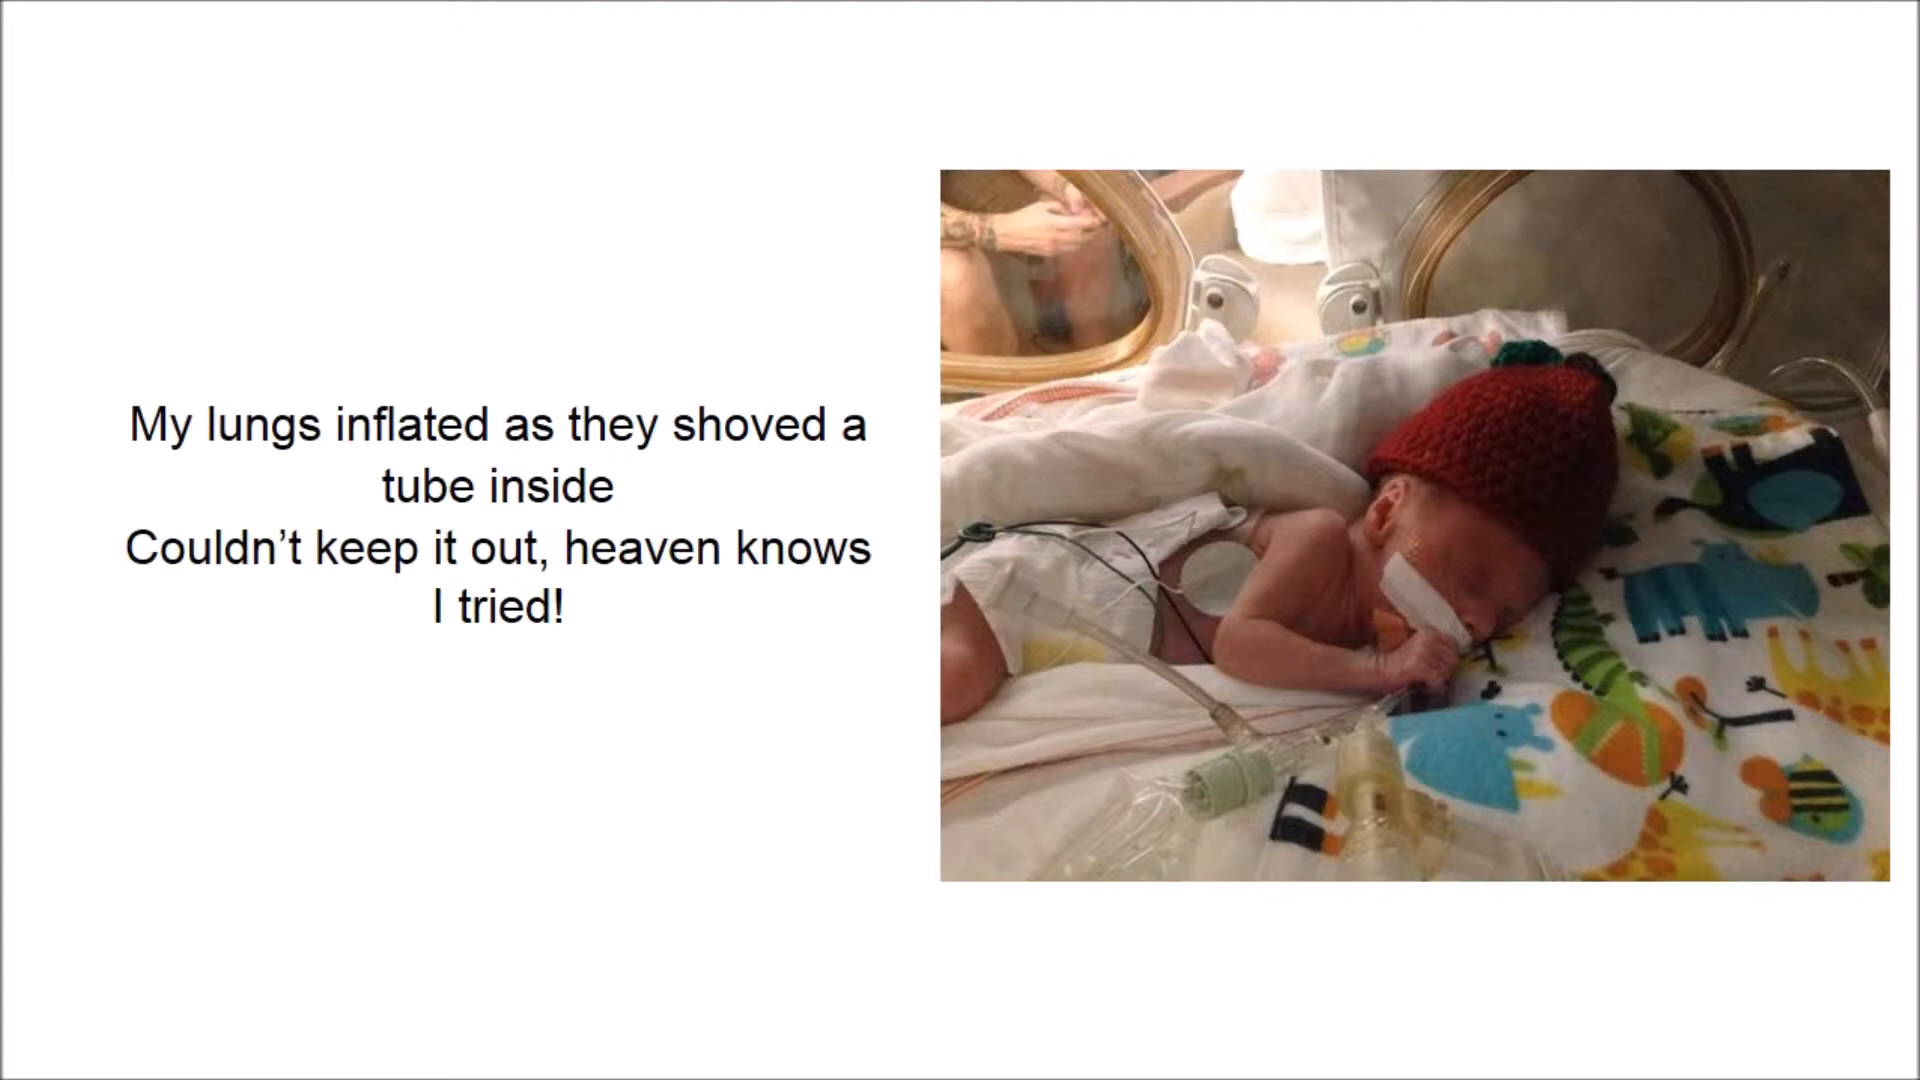 My lungs inflated as they shoved a
tube inside
Couldn’t keep it out, heaven knows
I tried!